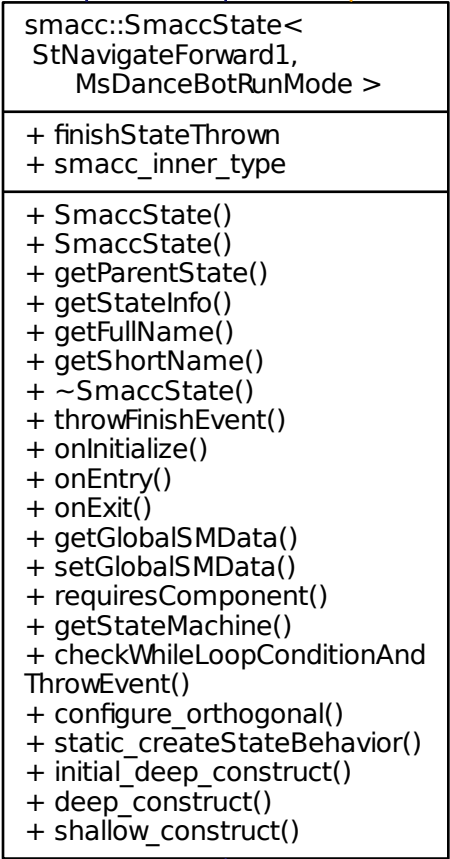 smacc::SmaccState<
StNavigateForward1,
MsDanceBotRunMode >
+ finishStateThrown
+ smacc_inner_type
+ SmaccState()
+ SmaccState()
+ getParentState()
+ getStateInfo()
+ getFullName()
+ getShortName()
+ ~SmaccState()
+ throwFinishEvent()
+ onInitialize()
+ onEntry()
+ onExit()
+ getGlobalSMData()
+ setGlobalSMData()
+ requiresComponent()
+ getStateMachine()
+ checkWhileLoopConditionAnd
ThrowEvent()
+ configure_orthogonal()
+ static_createStateBehavior()
+ initial_deep_construct()
+ deep_construct()
+ shallow_construct()